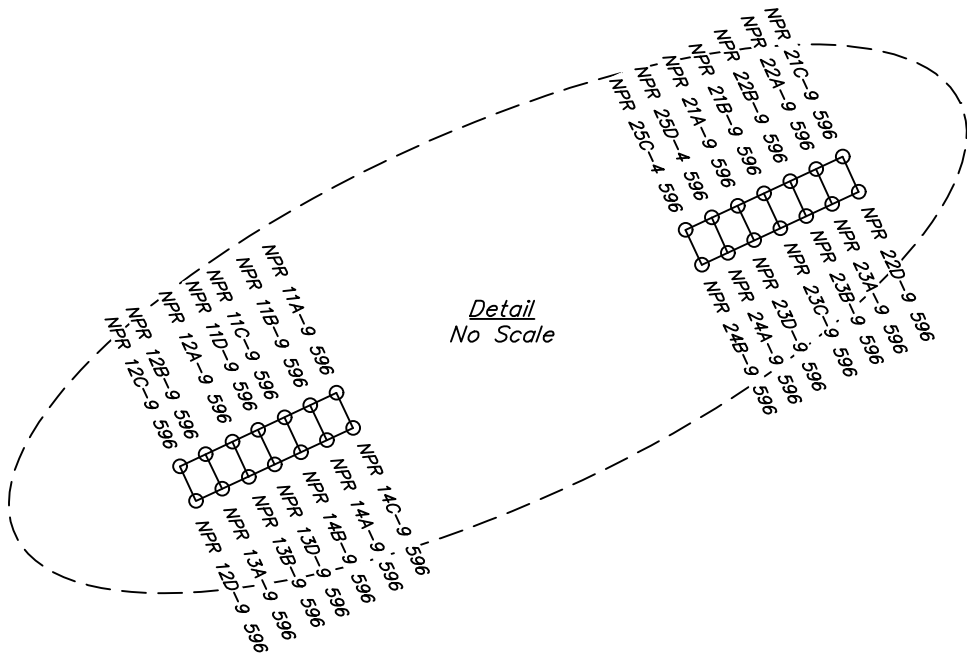 NPR 25C-4 596
NPR 25D-4 596
NPR 21A-9 596
NPR 21B-9 596
NPR 22B-9 596
NPR 22A-9 596
NPR 21C-9 596
NPR 24B-9 596
NPR 24A-9 596
NPR 23D-9 596
NPR 23C-9 596
NPR 23B-9 596
NPR 23A-9 596
NPR 22D-9 596
Detail
No Scale
NPR 12C-9 596
NPR 12B-9 596
NPR 12A-9 596
NPR 11D-9 596
NPR 11C-9 596
NPR 11B-9 596
NPR 11A-9 596
NPR 12D-9 596
NPR 13A-9 596
NPR 13B-9 596
NPR 13D-9 596
NPR 14B-9 596
NPR 14A-9 596
NPR 14C-9 596